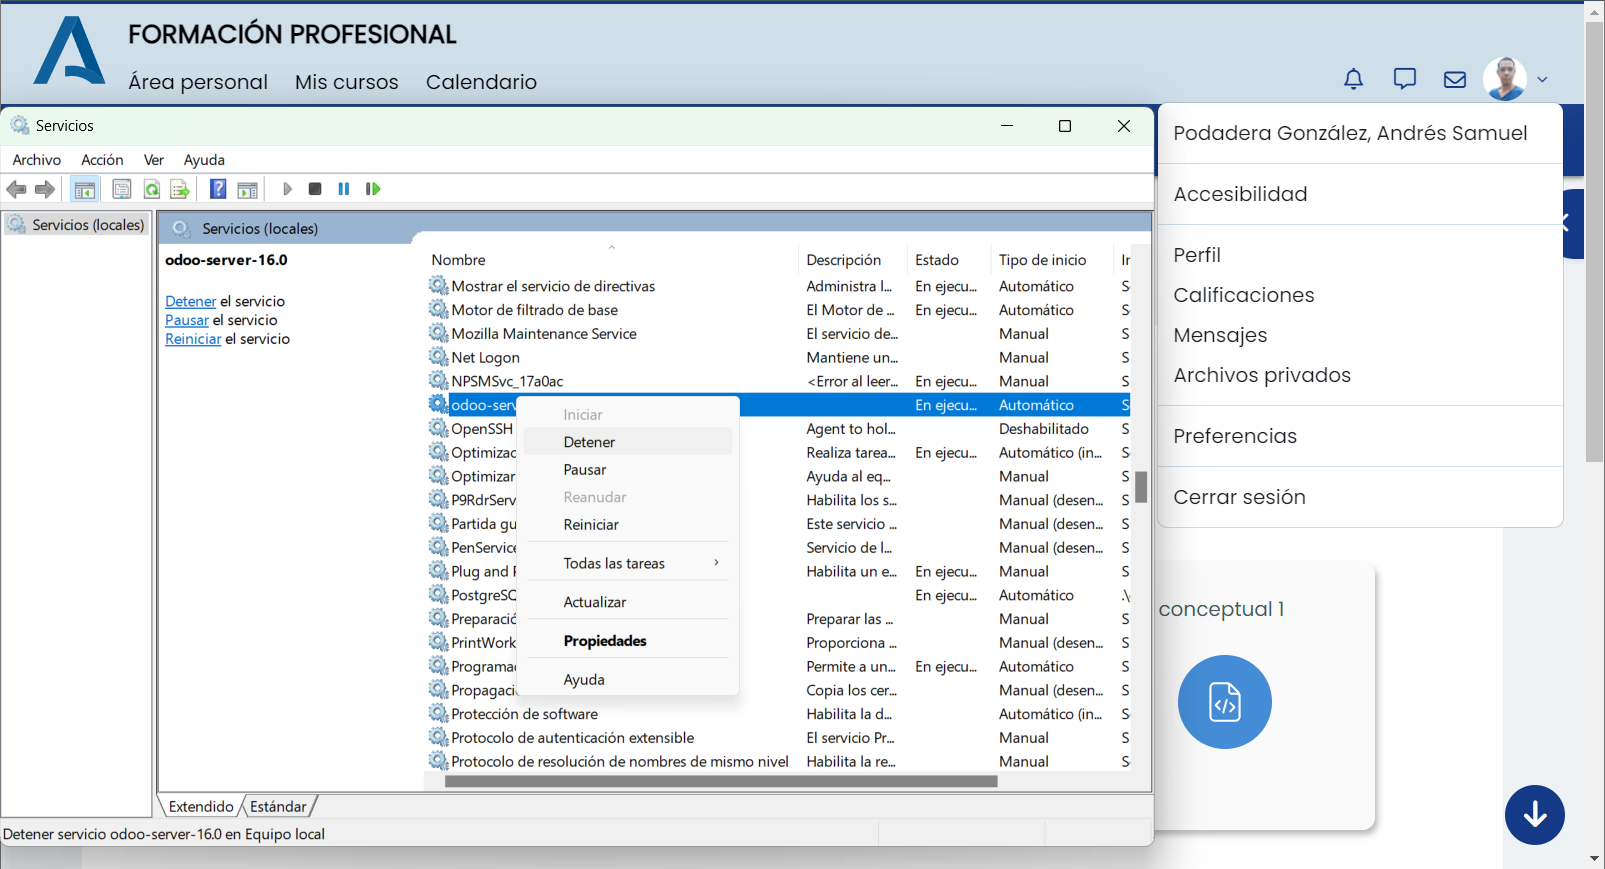 FORMACIÓN PROFESIONAL
Área personal Mis cursos Calendario
Podadera González, Andrés Samuel
Accesibilidad
Perfil
Calificaciones
Mensajes
Archivos privados
Preferencias
Cerrar sesión
conceptual 1
Servicios
Archivo Acción Ver Ayuda
Servicios (locales)
Servicios (locales)
odoo-server-16.0
Detener el servicio
Pausar el servicio
Reiniciar el servicio
Nombre Descripción Estado Tipo de inicio
Mostrar el servicio de directivas Administra l... En ejecu... Automático
Motor de filtrado de base El Motor de ... En ejecu... Automático
Mozilla Maintenance Service El servicio de... Manual
Net Logon Mantiene un... Manual
NPSMSvc_17a0ac <Error al leer... En ejecu... Manual
odoo-serv En ejecu... Automático
OpenSSH Agent to hol... Deshabilitado
Optimizac Realiza tarea... En ejecu... Automático (in...
Optimizar Ayuda al eq... Manual
P9RdrServ Habilita los s... Manual (desen...
Partida gu Este servicio ... Manual (desen...
PenService Servicio de l... Manual (desen...
Plug and P Habilita un e... En ejecu... Manual
PostgreSQ En ejecu... Automático
Preparació Preparar las ... Manual
PrintWork Proporciona ... Manual (desen...
Programac Permite a un... En ejecu... Automático
Propagaci Copia los cer... Manual (desen...
Protección de software Habilita la d... Automático (in...
Protocolo de autenticación extensible El servicio Pr... Manual
Protocolo de resolución de nombres de mismo nivel Habilita la re... Manual
Iniciar
Detener
Pausar
Reanudar
Reiniciar
Todas las tareas
Actualizar
Propiedades
Ayuda
Extendido Estándar
Detener servicio odoo-server-16.0 en Equipo local